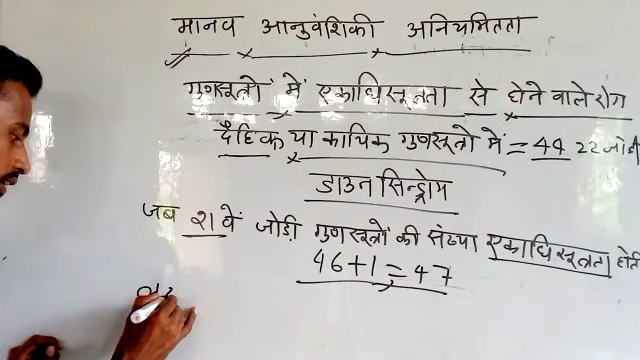 मानव आनुवंशिकी अनियमितता
गुणसूत्रों में एकाधिसूत्रता से होने वाले रोग
दैहिक या कायिक गुणसूत्रो में = 44 22 जोड़ी
डाउन सिन्ड्रोम
जब 21 वें जोड़ी गुणसूत्रों की संख्या एकाधिसूत्रता होती
46+1 = 47